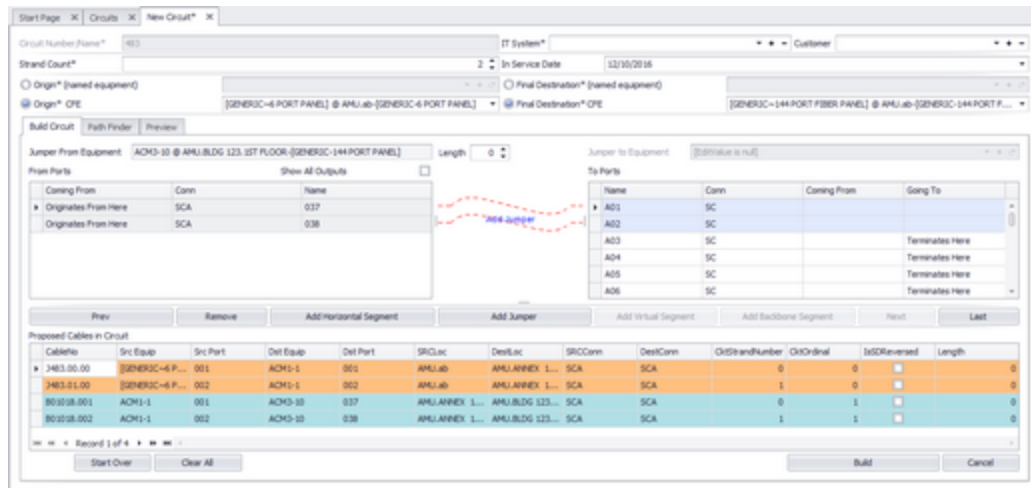 Start Page Circuits New Circuit*
Circuit Number/Name* 483 IT System* Customer
Strand Count* 2 In Service Date 12/10/2016
Origin* (named equipment) Final Destination* (named equipment)
Origin* CFE [GENERIC~6 PORT PANEL] @ AMU.ab-[GENERIC-6 PORT PANEL] Final Destination* CFE [GENERIC~144 PORT FIBER PANEL] @ AMU.ab-[GENERIC-144 PORT F...
Build Circuit Path Finder Preview
Jumper From Equipment ACM3-10 @ AMU.BLDG 123.1ST FLOOR-[GENERIC-144 PORT PANEL] Length 0 Jumper to Equipment [EditValue is null]
From Ports Show All Outputs To Ports
Coming From Conn Name Name Conn Coming From Going To
Originates From Here SCA 037 A01 SC
Originates From Here SCA 038 Add Jumper A02 SC
A03 SC Terminates Here
A04 SC Terminates Here
A05 SC Terminates Here
A06 SC Terminates Here
Prev Remove Add Horizontal Segment Add Jumper Add Virtual Segment Add Backbone Segment Next Last
Proposed Cables in Circuit
CableNo Src Equip Src Port Dst Equip Dst Port SRCLoc DestLoc SRCConn DestConn CktStrandNumber CktOrdinal IsSDReversed Length
J483.00.00 [GENERIC~6 P... 001 ACM1-1 001 AMU.ab AMU.ANNEX 1... SCA SCA 0 0 0
J483.01.00 [GENERIC~6 P... 002 ACM1-1 002 AMU.ab AMU.ANNEX 1... SCA SCA 1 0 0
B01018.001 ACM1-1 001 ACM3-10 037 AMU.ANNEX 1... AMU.BLDG 123... SCA SCA 0 1 0
B01018.002 ACM1-1 002 ACM3-10 038 AMU.ANNEX 1... AMU.BLDG 123... SCA SCA 1 1 0
Record 1 of 4
Start Over Clear All Build Cancel